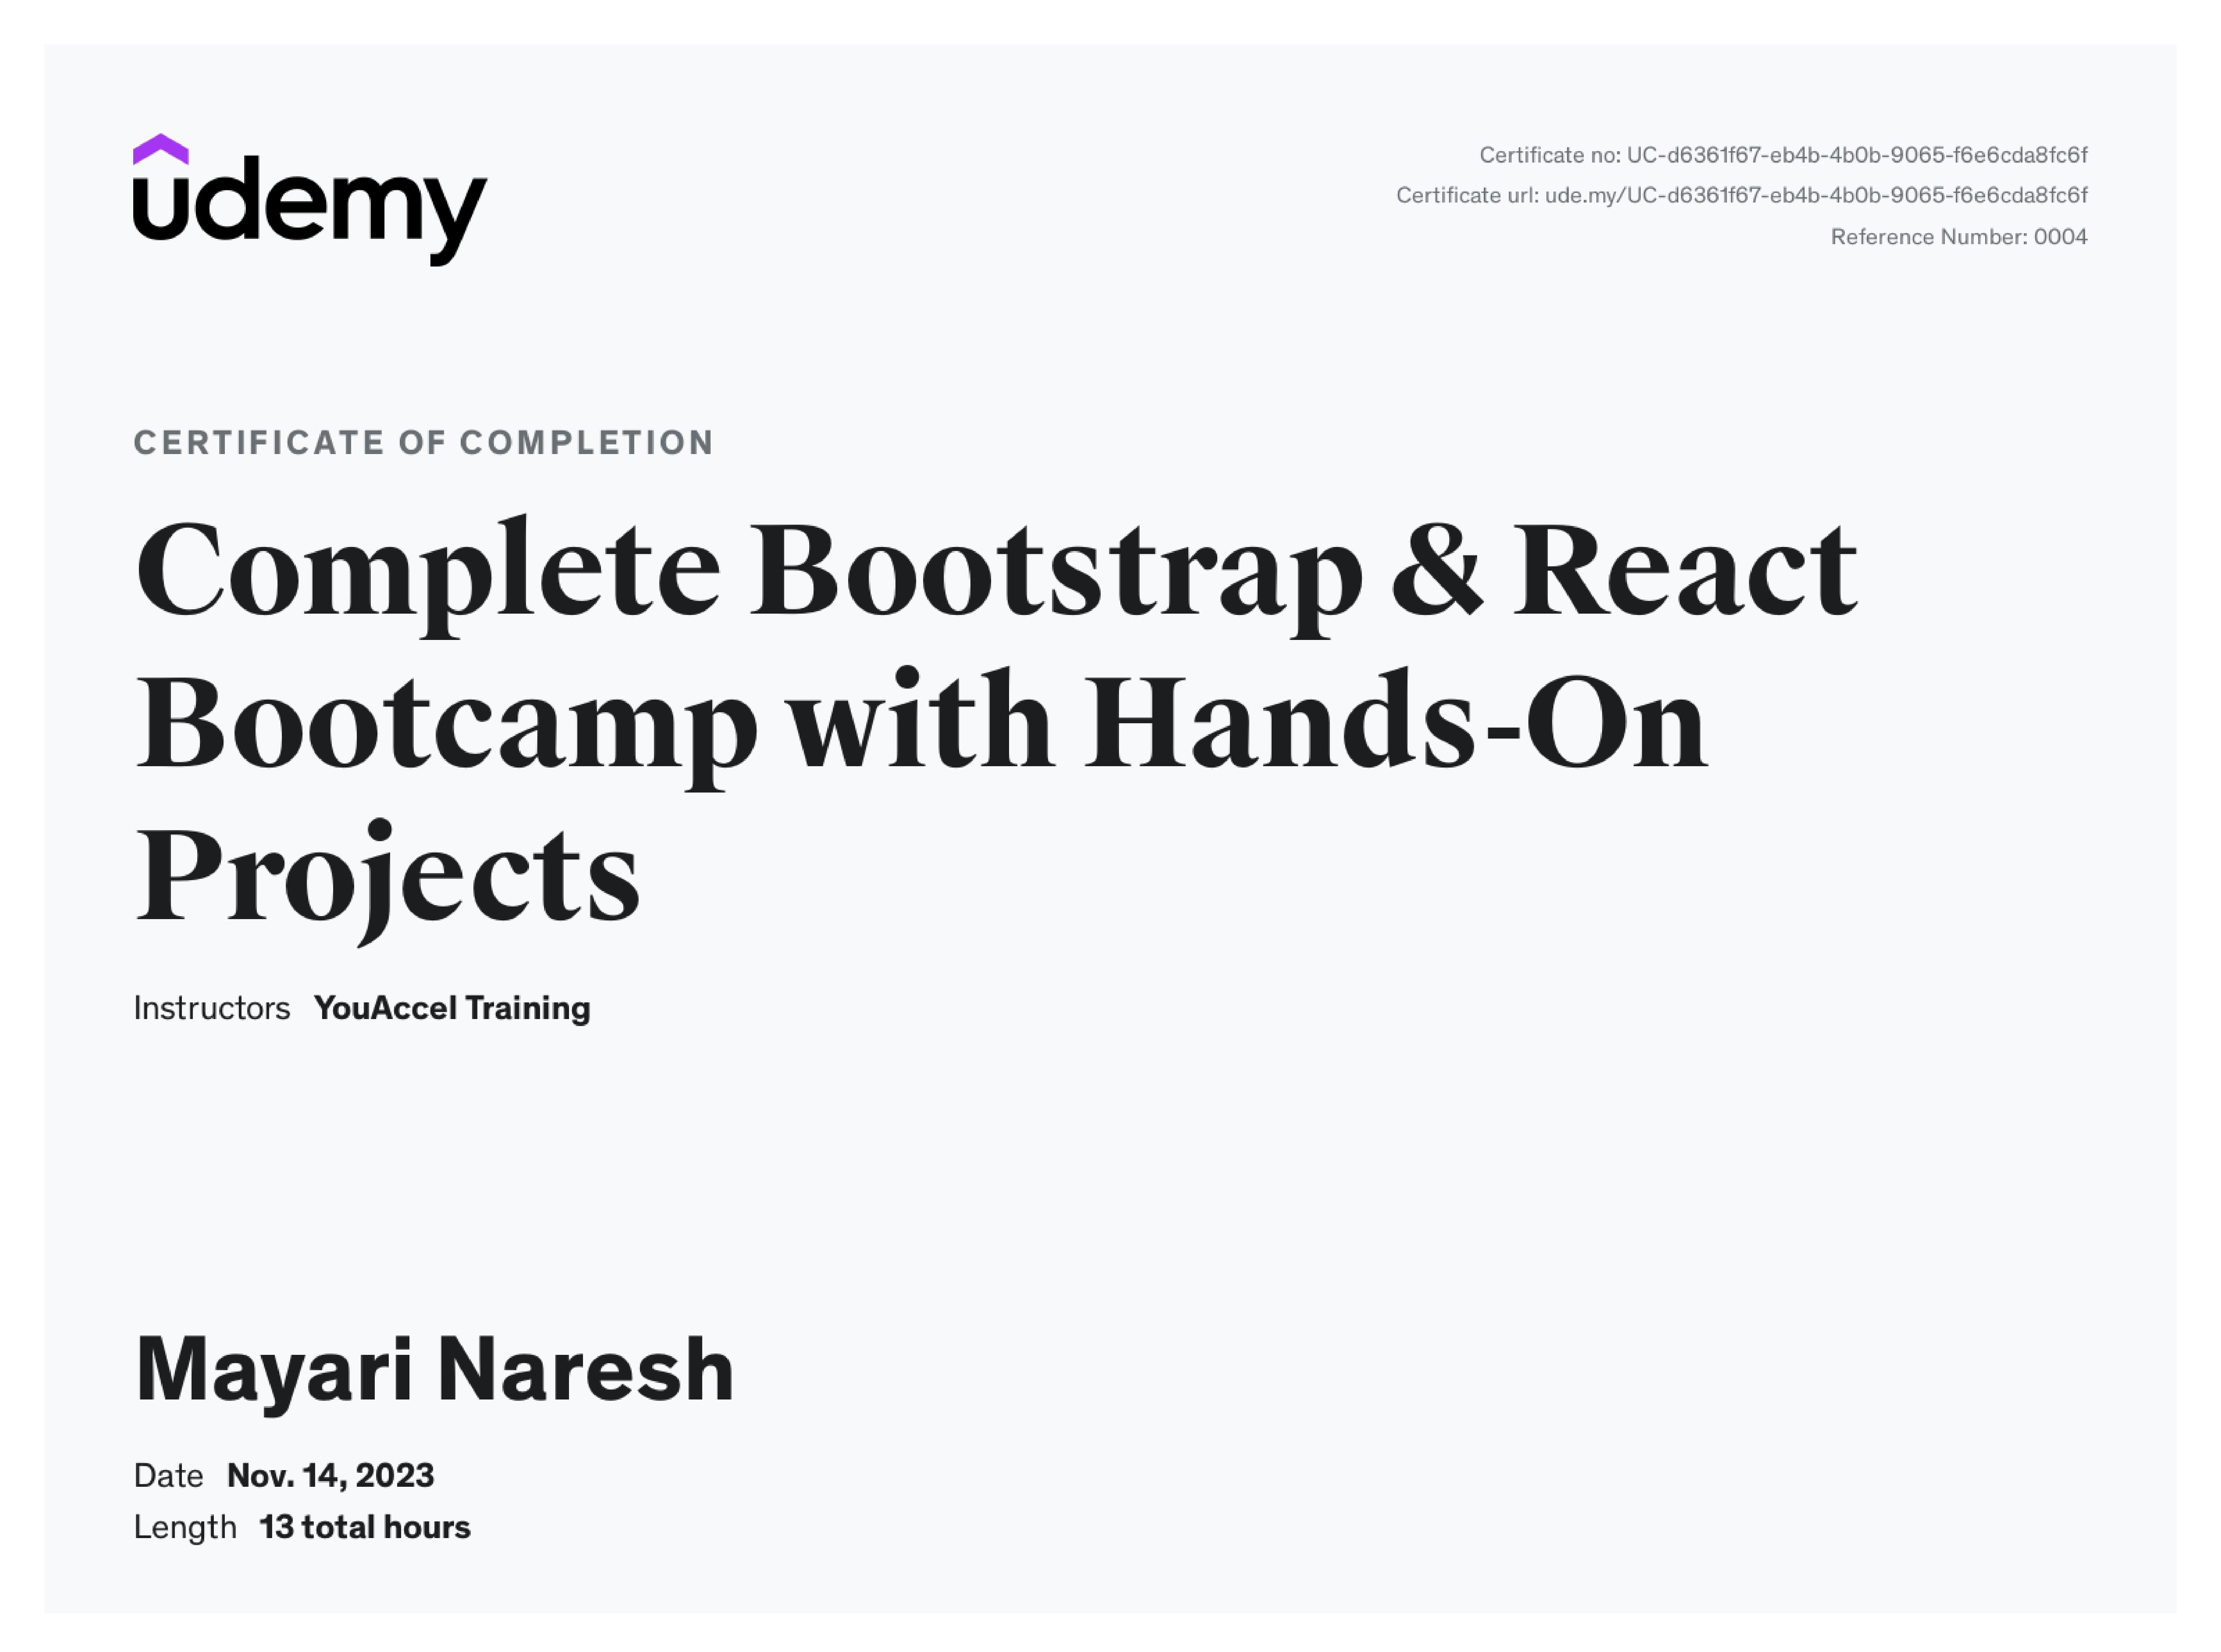 udemy
Certificate no: UC-d6361f67-eb4b-4b0b-9065-f6e6cda8fc6f
Certificate url: ude.my/UC-d6361f67-eb4b-4b0b-9065-f6e6cda8fc6f
Reference Number: 0004
CERTIFICATE OF COMPLETION
Complete Bootstrap & React
Bootcamp with Hands-On
Projects
Instructors YouAccel Training
Mayari Naresh
Date Nov. 14, 2023
Length 13 total hours